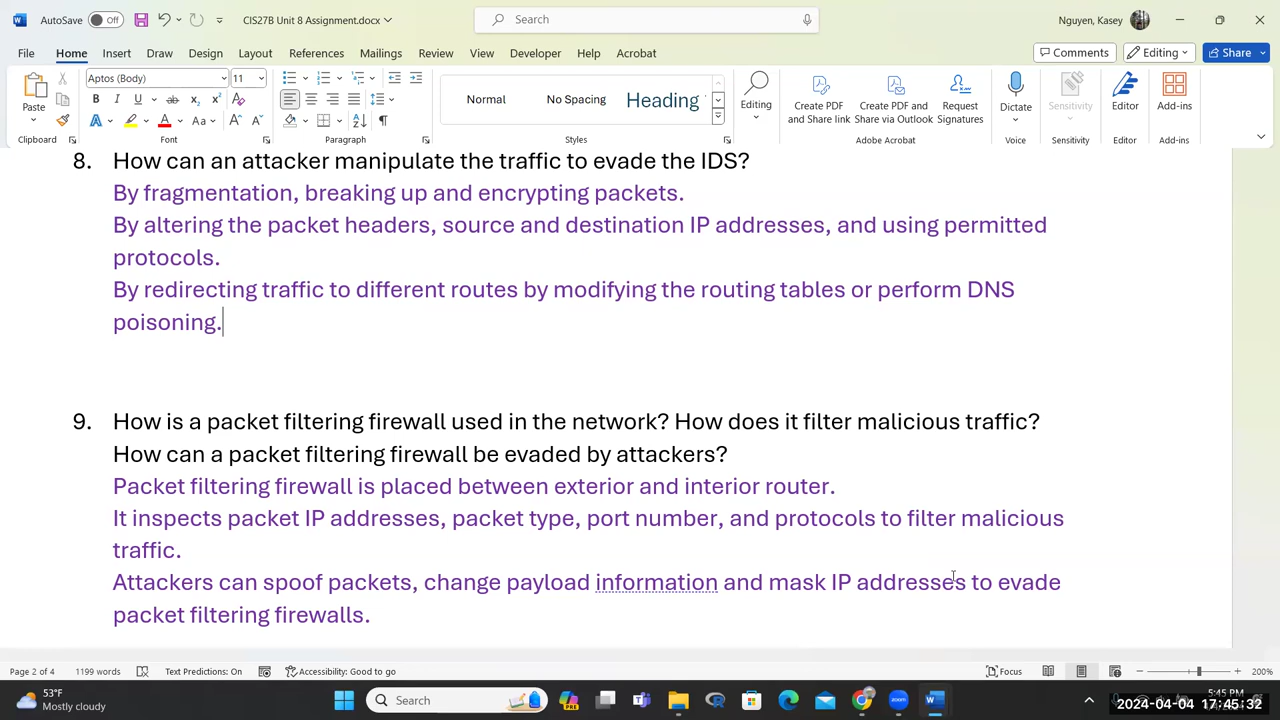 AutoSave Off CIS27B Unit 8 Assignment.docx Search Nguyen, Kasey
File Home Insert Draw Design Layout References Mailings Review View Developer Help Acrobat Comments Editing Share
Paste Aptos (Body) 11 Normal No Spacing Heading Editing Create PDF and Share link Create PDF and Share via Outlook Request Signatures Dictate Sensitivity Editor Add-ins
Clipboard Font Paragraph Styles Adobe Acrobat Voice Sensitivity Editor Add-ins
8. How can an attacker manipulate the traffic to evade the IDS?
By fragmentation, breaking up and encrypting packets.
By altering the packet headers, source and destination IP addresses, and using permitted
protocols.
By redirecting traffic to different routes by modifying the routing tables or perform DNS
poisoning.
9. How is a packet filtering firewall used in the network? How does it filter malicious traffic?
How can a packet filtering firewall be evaded by attackers?
Packet filtering firewall is placed between exterior and interior router.
It inspects packet IP addresses, packet type, port number, and protocols to filter malicious
traffic.
Attackers can spoof packets, change payload information and mask IP addresses to evade
packet filtering firewalls.
Page 2 of 4 1199 words Text Predictions: On Accessibility: Good to go Focus 200%
53°F
Mostly cloudy
Search
5:45 PM
2024-04-04 17:45:32